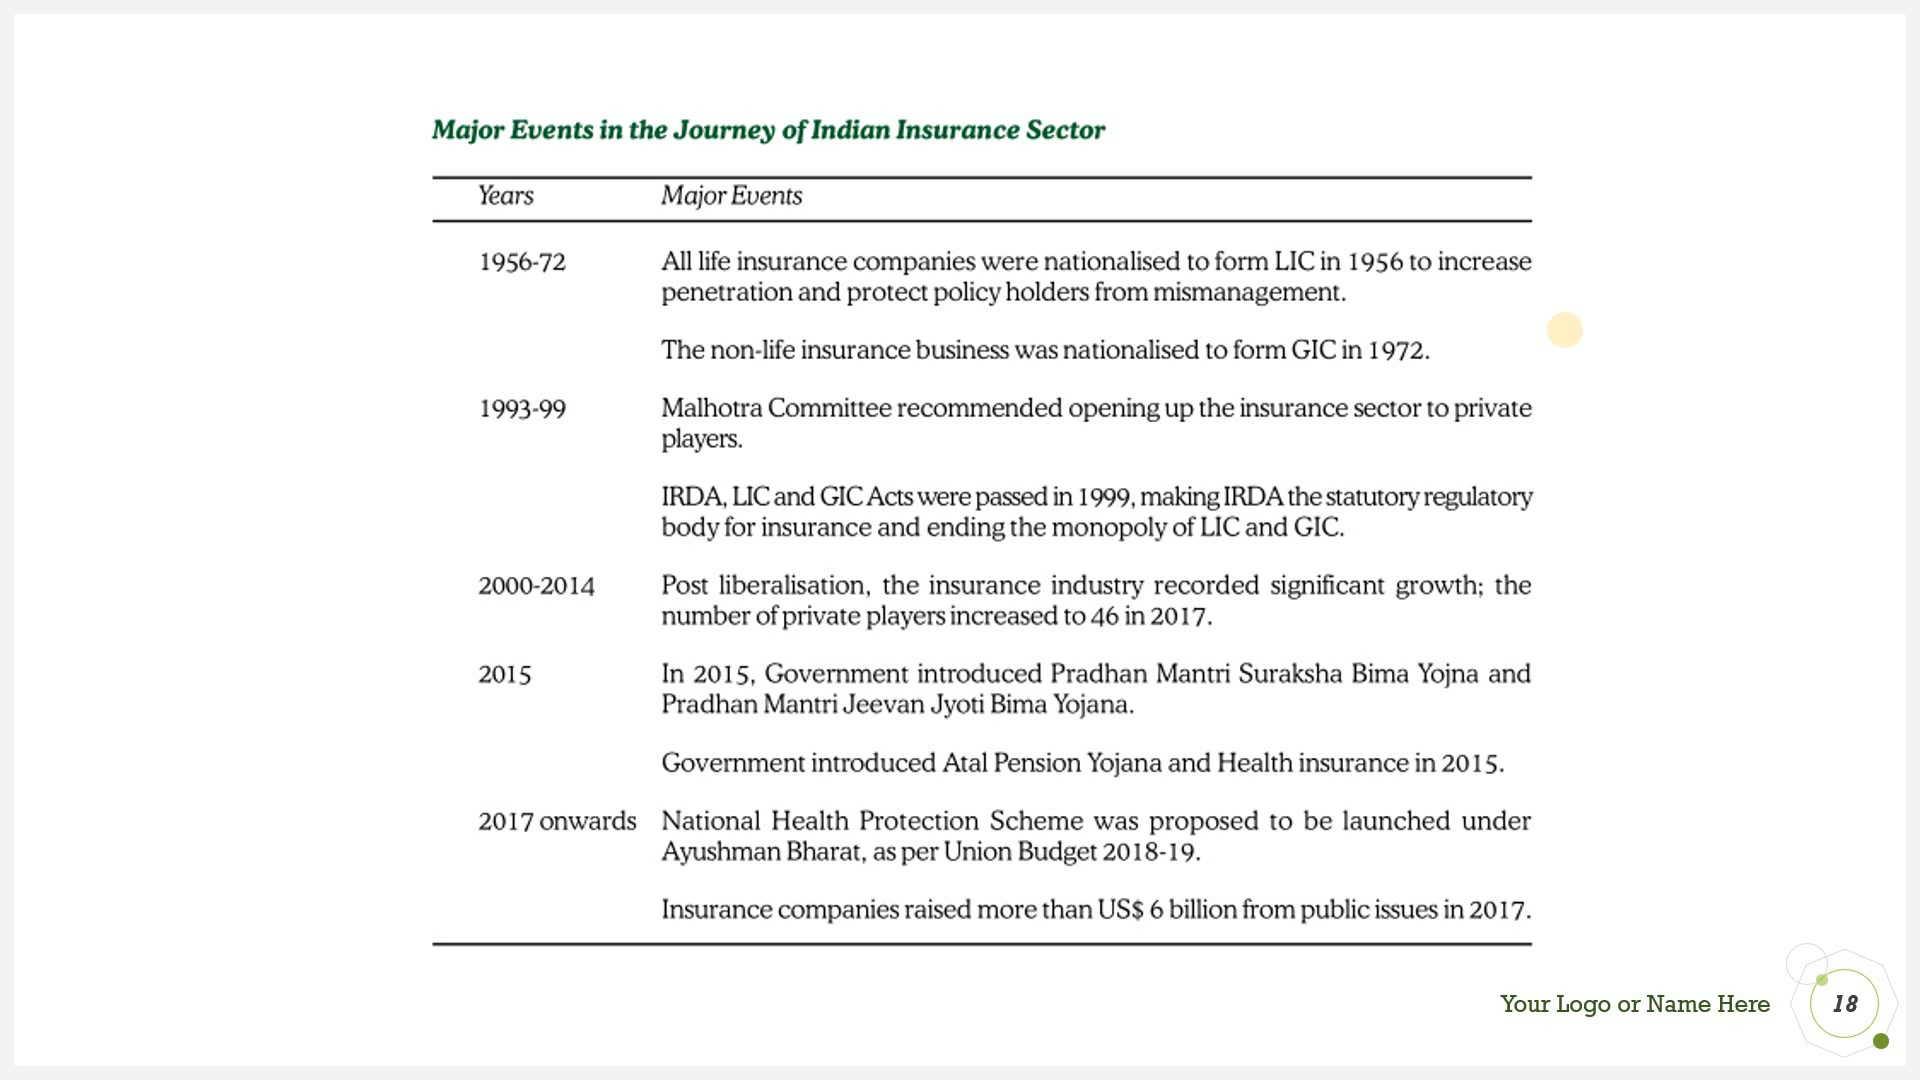 Major Events in the Journey of Indian Insurance Sector
Years Major Events
1956-72 All life insurance companies were nationalised to form LIC in 1956 to increase
penetration and protect policy holders from mismanagement.
The non-life insurance business was nationalised to form GIC in 1972.
1993-99 Malhotra Committee recommended opening up the insurance sector to private
players.
IRDA, LIC and GIC Acts were passed in 1999, making IRDA the statutory regulatory
body for insurance and ending the monopoly of LIC and GIC.
2000-2014 Post liberalisation, the insurance industry recorded significant growth; the
number of private players increased to 46 in 2017.
2015 In 2015, Government introduced Pradhan Mantri Suraksha Bima Yojna and
Pradhan Mantri Jeevan Jyoti Bima Yojana.
Government introduced Atal Pension Yojana and Health insurance in 2015.
2017 onwards National Health Protection Scheme was proposed to be launched under
Ayushman Bharat, as per Union Budget 2018-19.
Insurance companies raised more than US$ 6 billion from public issues in 2017.
Your Logo or Name Here 18